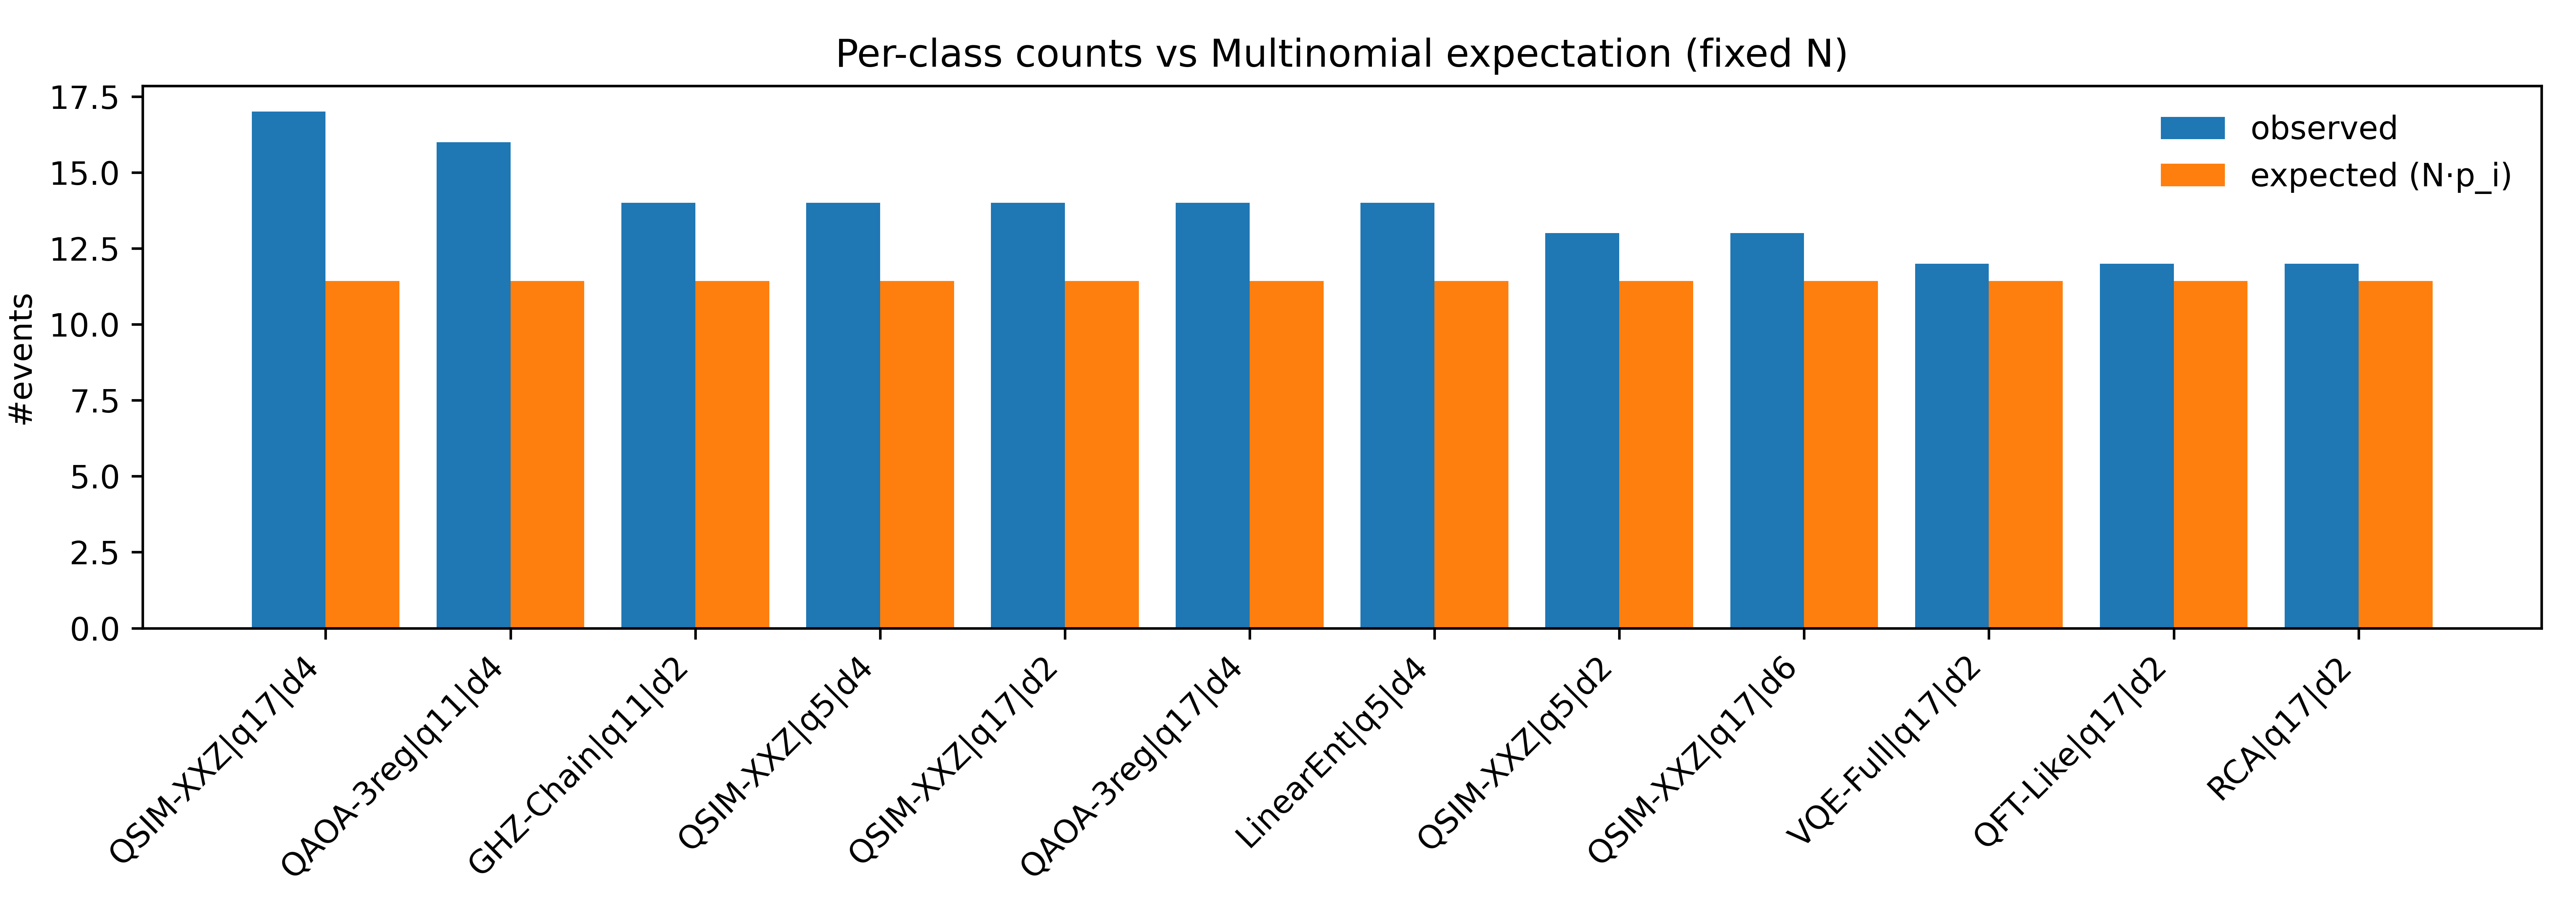 Per-class counts vs Multinomial expectation (fixed N)
17.5
15.0
12.5
10.0
7.5
5.0
2.5
0.0
#events
observed
expected (N·p_i)
QSIM-XXZ|q17|d4
QAOA-3reg|q11|d4
GHZ-Chain|q11|d2
QSIM-XXZ|q5|d4
QSIM-XXZ|q17|d2
QAOA-3reg|q17|d4
LinearEnt|q5|d4
QSIM-XXZ|q5|d2
QSIM-XXZ|q17|d6
VQE-Full|q17|d2
QFT-Like|q17|d2
RCA|q17|d2